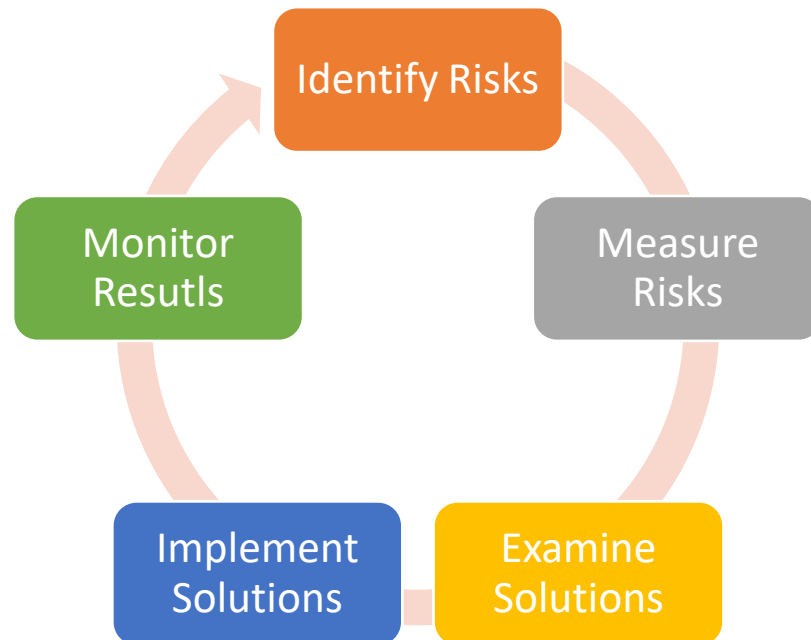 Identify Risks
Measure
Risks
Examine
Solutions
Implement
Solutions
Monitor
Resutls